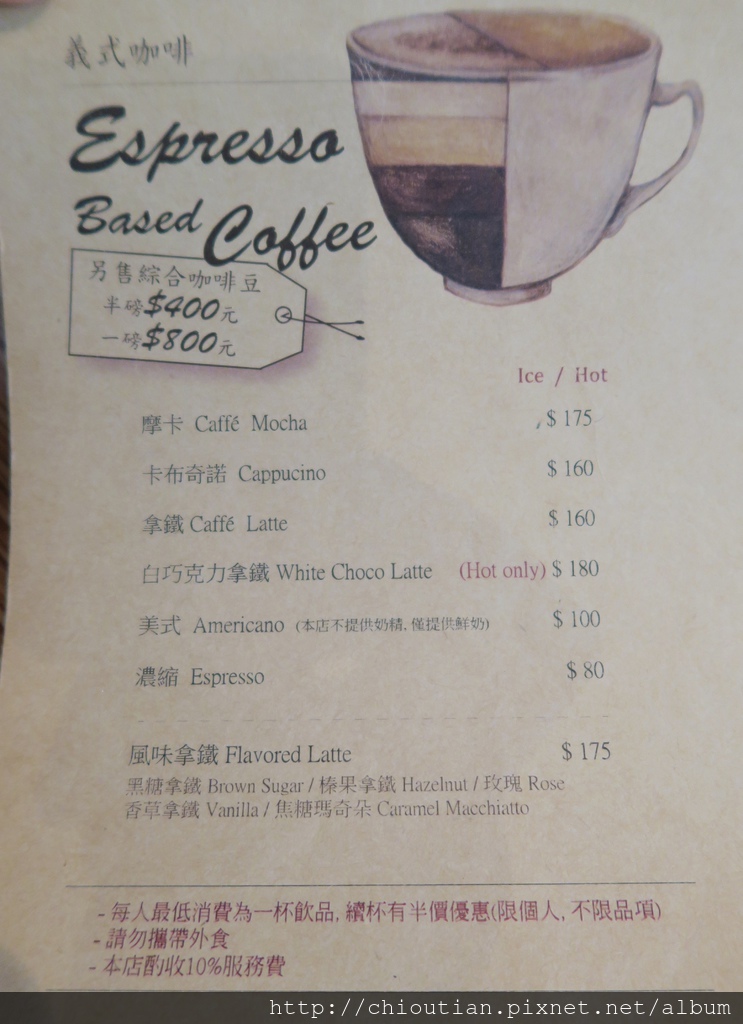 義式咖啡
Espresso
Based Coffee
另售綜合咖啡豆
半磅$400元
一磅$800元
Ice / Hot
摩卡 Caffé Mocha $ 175
卡布奇諾 Cappucino $ 160
拿鐵 Caffé Latte $ 160
白巧克力拿鐵 White Choco Latte (Hot only) $ 180
美式 Americano (本店不提供奶精, 僅提供鮮奶) $ 100
濃縮 Espresso $ 80
風味拿鐵 Flavored Latte $ 175
黑糖拿鐵 Brown Sugar / 榛果拿鐵 Hazelnut / 玫瑰 Rose
香草拿鐵 Vanilla / 焦糖瑪奇朵 Caramel Macchiatto
- 每人最低消費為一杯飲品, 續杯有半價優惠(限個人, 不限品項)
- 請勿攜帶外食
- 本店酌收10%服務費
http://chioutian.pixnet.net/album